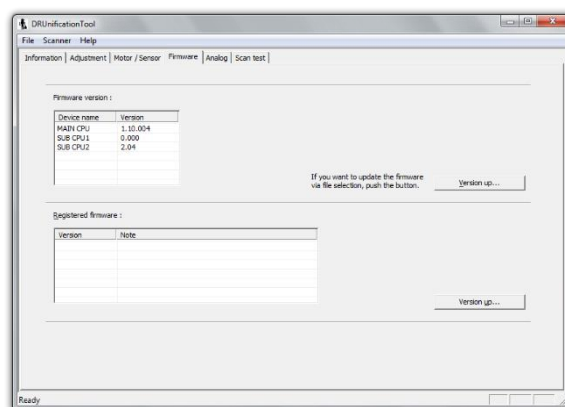 DRUnificationTool
File Scanner Help
Information Adjustment Motor / Sensor Firmware Analog Scan test
Firmware version :
Device name Version
MAIN CPU 1.10.004
SUB CPU1 0.000
SUB CPU2 2.04
If you want to update the firmware
via file selection, push the button.
Version up...
Registered firmware :
Version Note
Version up...
Ready